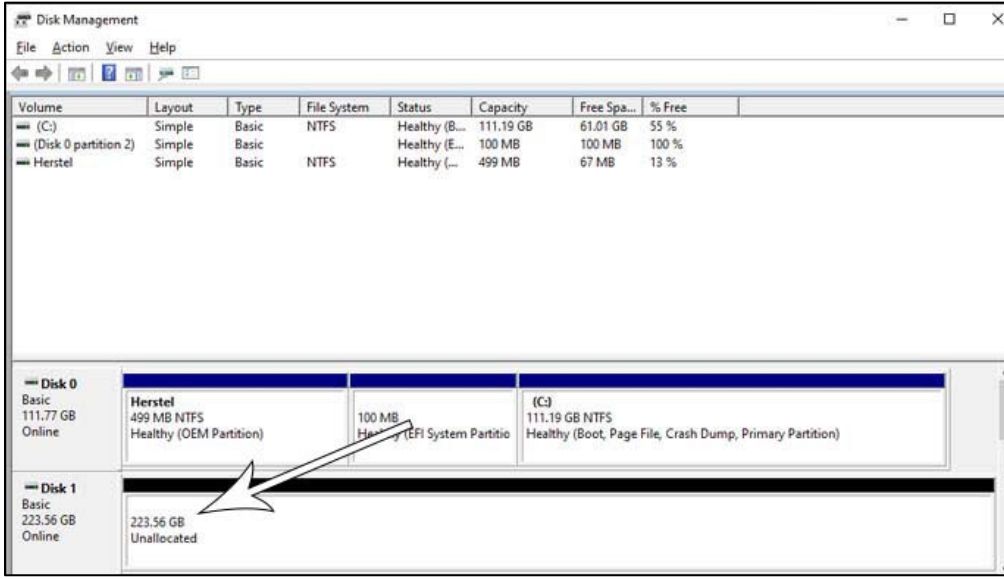 Disk Management
File Action View Help
Volume Layout Type File System Status Capacity Free Spa... % Free
(C:) Simple Basic NTFS Healthy (B... 111.19 GB 61.01 GB 55 %
(Disk 0 partition 2) Simple Basic Healthy (E... 100 MB 100 MB 100 %
Herstel Simple Basic NTFS Healthy (... 499 MB 67 MB 13 %
Disk 0
Basic
111.77 GB
Online
Herstel
499 MB NTFS
Healthy (OEM Partition)
100 MB
Healthy (EFI System Partitio
(C:)
111.19 GB NTFS
Healthy (Boot, Page File, Crash Dump, Primary Partition)
Disk 1
Basic
223.56 GB
Online
223.56 GB
Unallocated